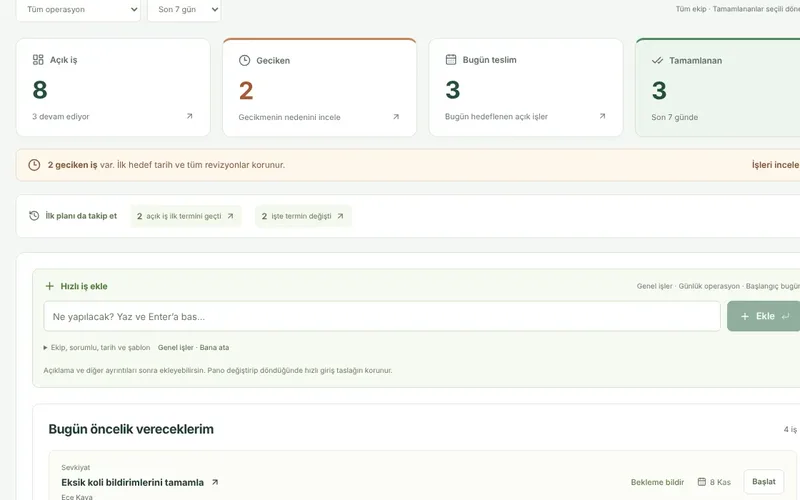 Tüm operasyon
Son 7 gün
Tüm ekip · Tamamlananlar seçili
Açık iş
8
3 devam ediyor
Geciken
2
Gecikmenin nedenini incele
Bugün teslim
3
Bugün hedeflenen açık işler
Tamamlanan
3
Son 7 günde
2 geciken iş var. İlk hedef tarih ve tüm revizyonlar korunur.
İşleri incele
İlk planı da takip et
2 açık iş ilk termini geçti
2 işte termin değişti
Hızlı iş ekle
Genel işler · Günlük operasyon · Başlangıç bugün
Ne yapılacak? Yaz ve Enter'a bas...
+ Ekle
Ekip, sorumlu, tarih ve şablon Genel işler · Bana ata
Açıklama ve diğer ayrıntıları sonra ekleyebilirsin. Pano değiştirip döndüğünde hızlı giriş taslağın korunur.
Bugün öncelik vereceklerim
4 iş
Sevkiyat
Eksik koli bildirimlerini tamamla
Bekleme bildir
8 Kas
Başlat
Ece Kaya